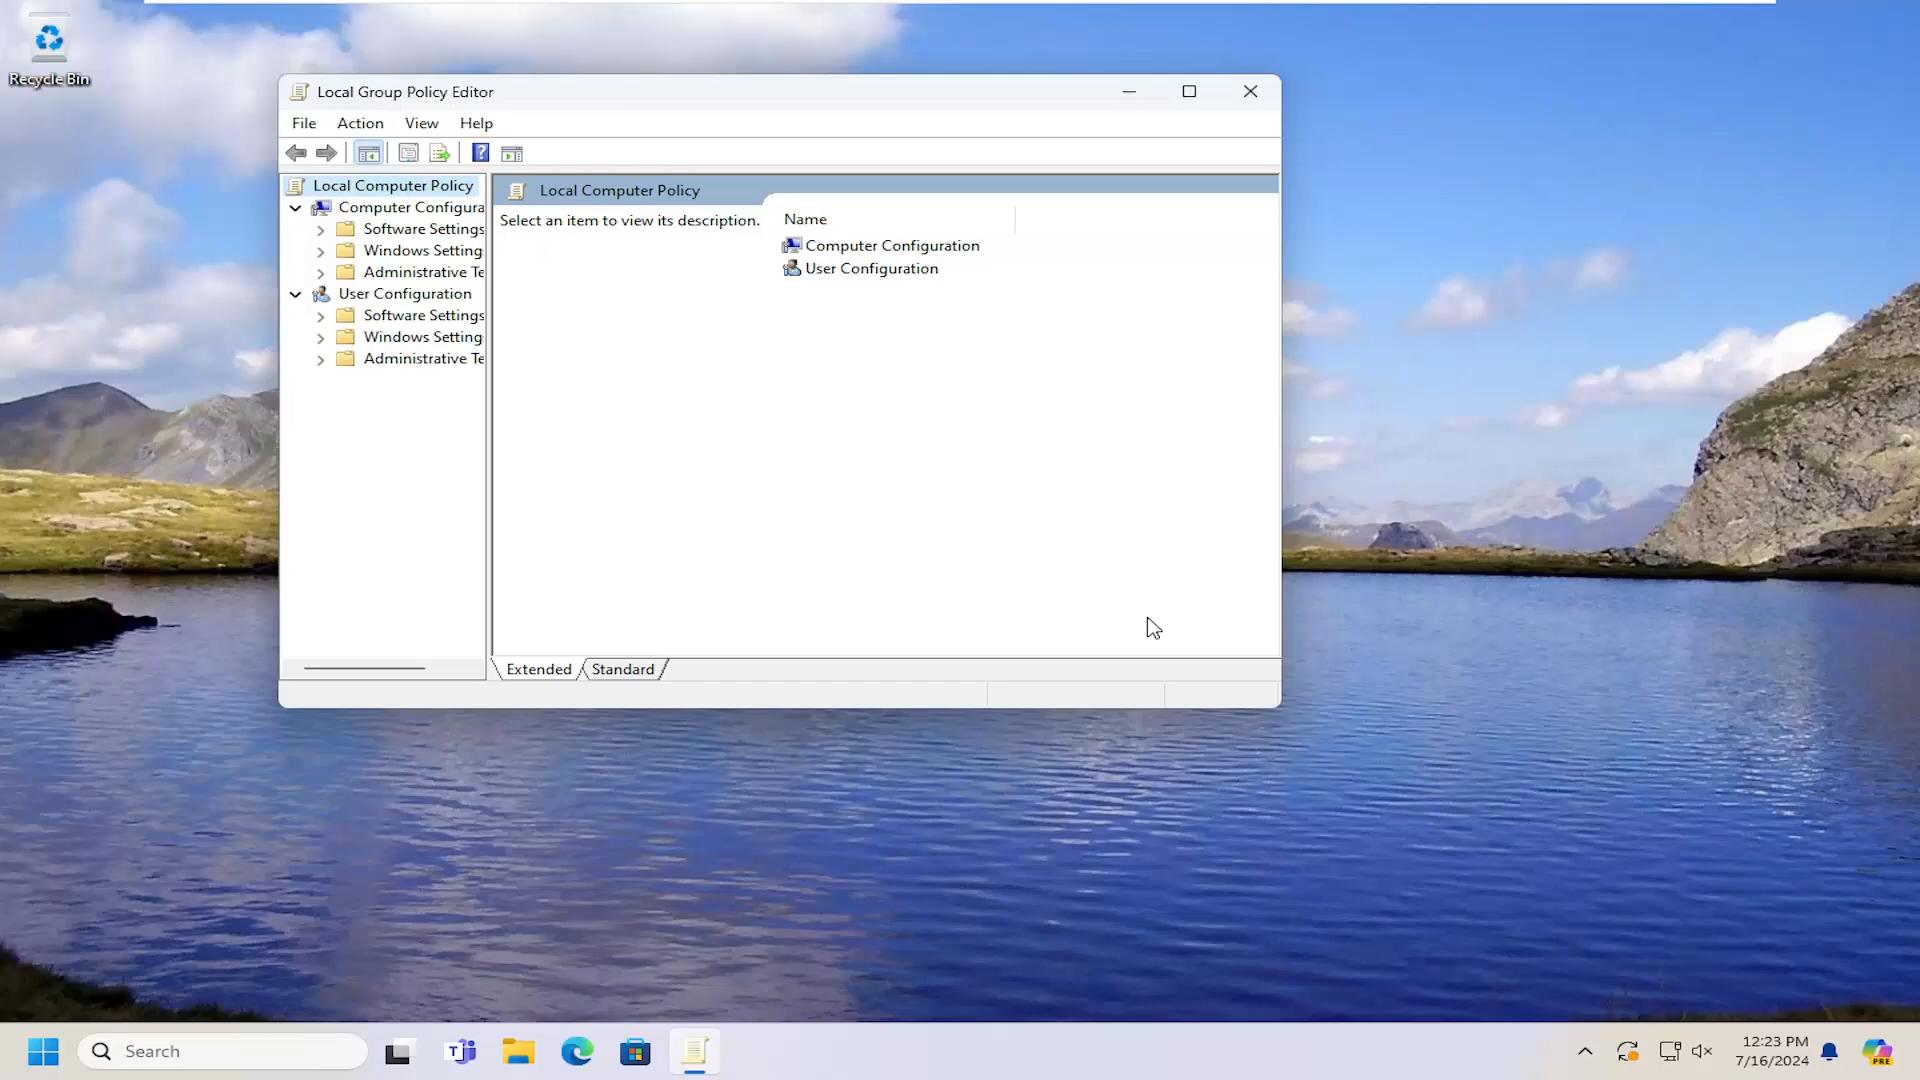 Recycle Bin
Local Group Policy Editor
File Action View Help
Local Computer Policy
Computer Configura
Software Settings
Windows Setting
Administrative Te
User Configuration
Software Settings
Windows Setting
Administrative Te
Local Computer Policy
Select an item to view its description.
Name
Computer Configuration
User Configuration
Extended Standard
Search
T
12:23 PM
7/16/2024
PRE